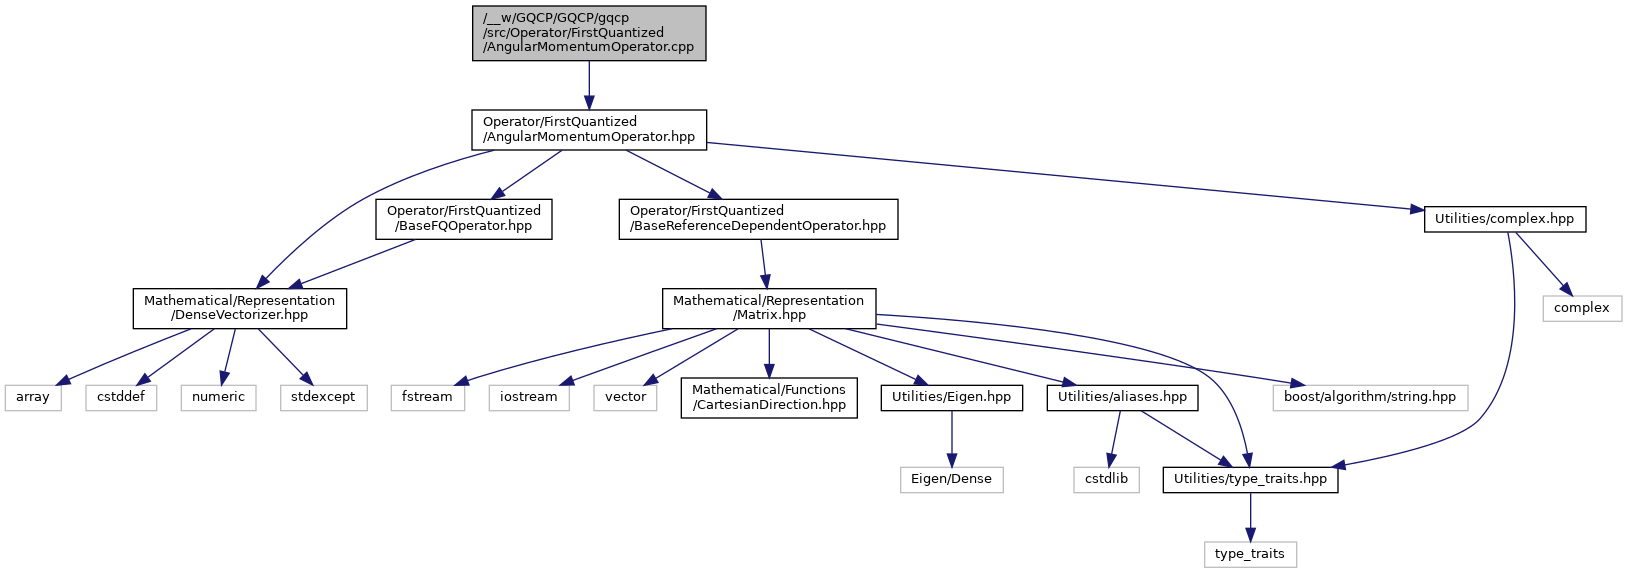 /__w/GQCP/GQCP/gqcp
/src/Operator/FirstQuantized
/AngularMomentumOperator.cpp
Operator/FirstQuantized
/AngularMomentumOperator.hpp
Operator/FirstQuantized
/BaseFQOperator.hpp
Operator/FirstQuantized
/BaseReferenceDependentOperator.hpp
Utilities/complex.hpp
Mathematical/Representation
/DenseVectorizer.hpp
Mathematical/Representation
/Matrix.hpp
complex
array
cstddef
numeric
stdexcept
fstream
iostream
vector
Mathematical/Functions
/CartesianDirection.hpp
Utilities/Eigen.hpp
Utilities/aliases.hpp
boost/algorithm/string.hpp
Eigen/Dense
cstdlib
Utilities/type_traits.hpp
type_traits